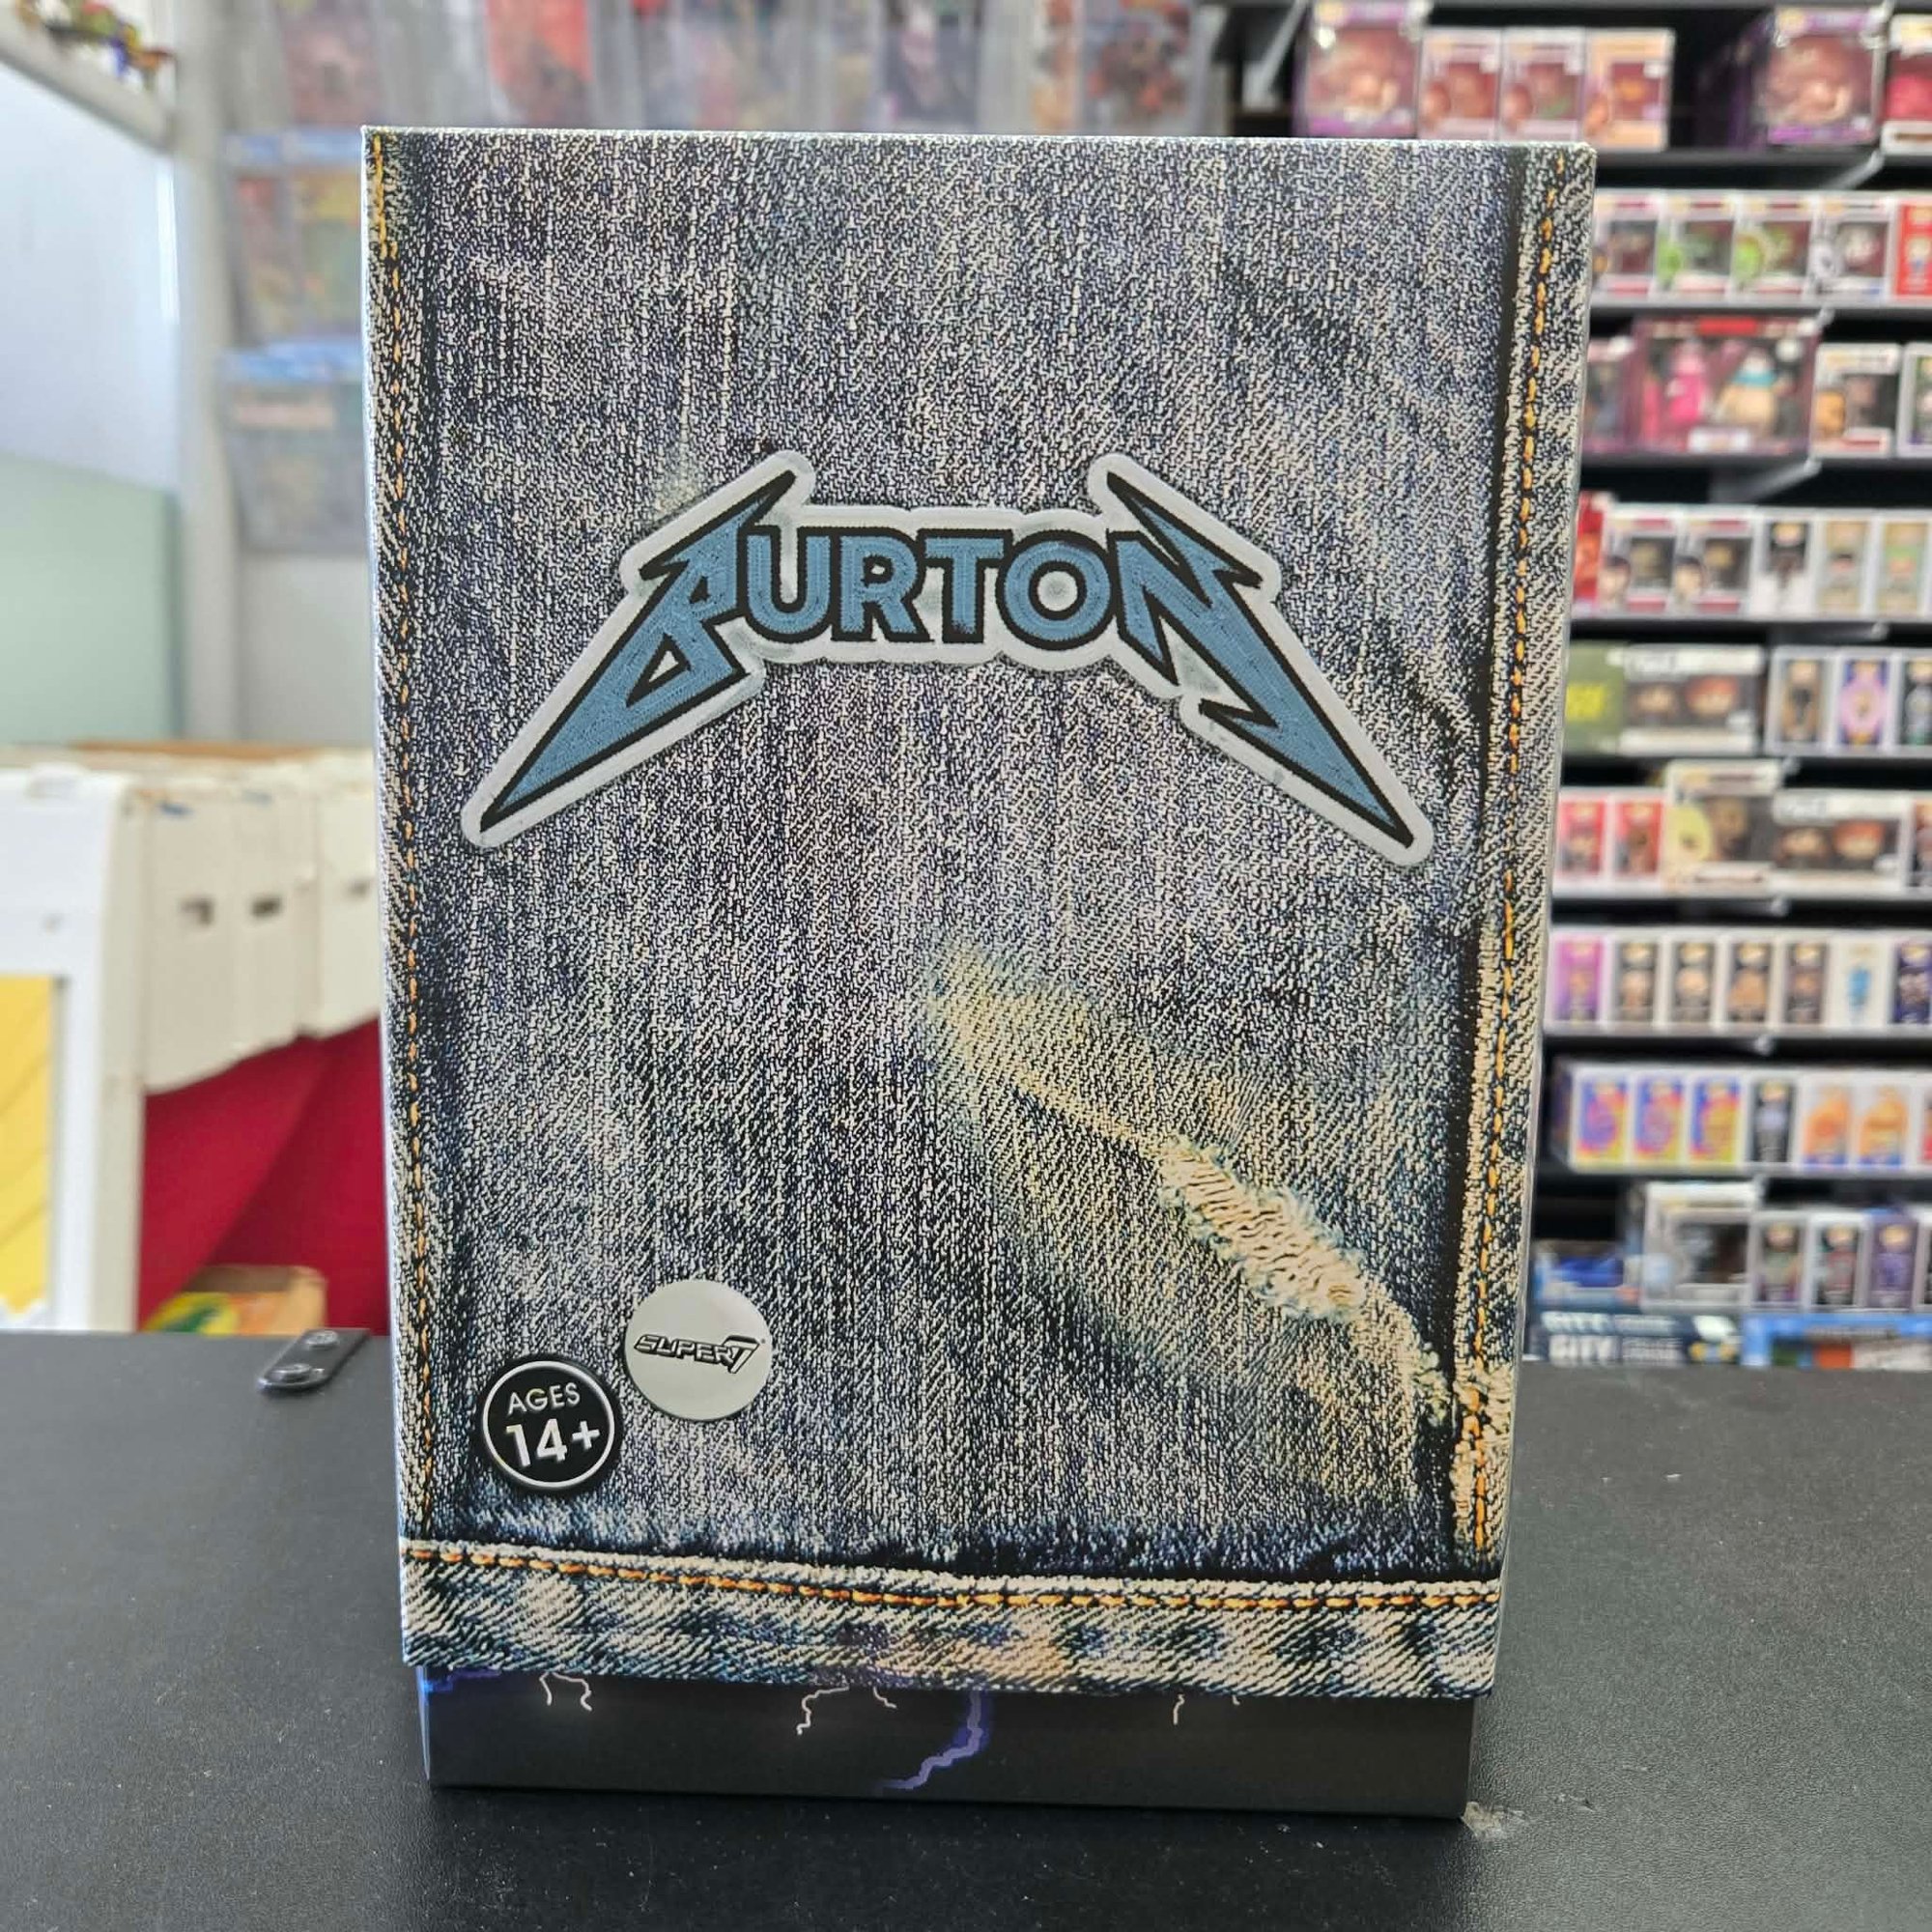 BURTON
SUPER7
AGES
14+